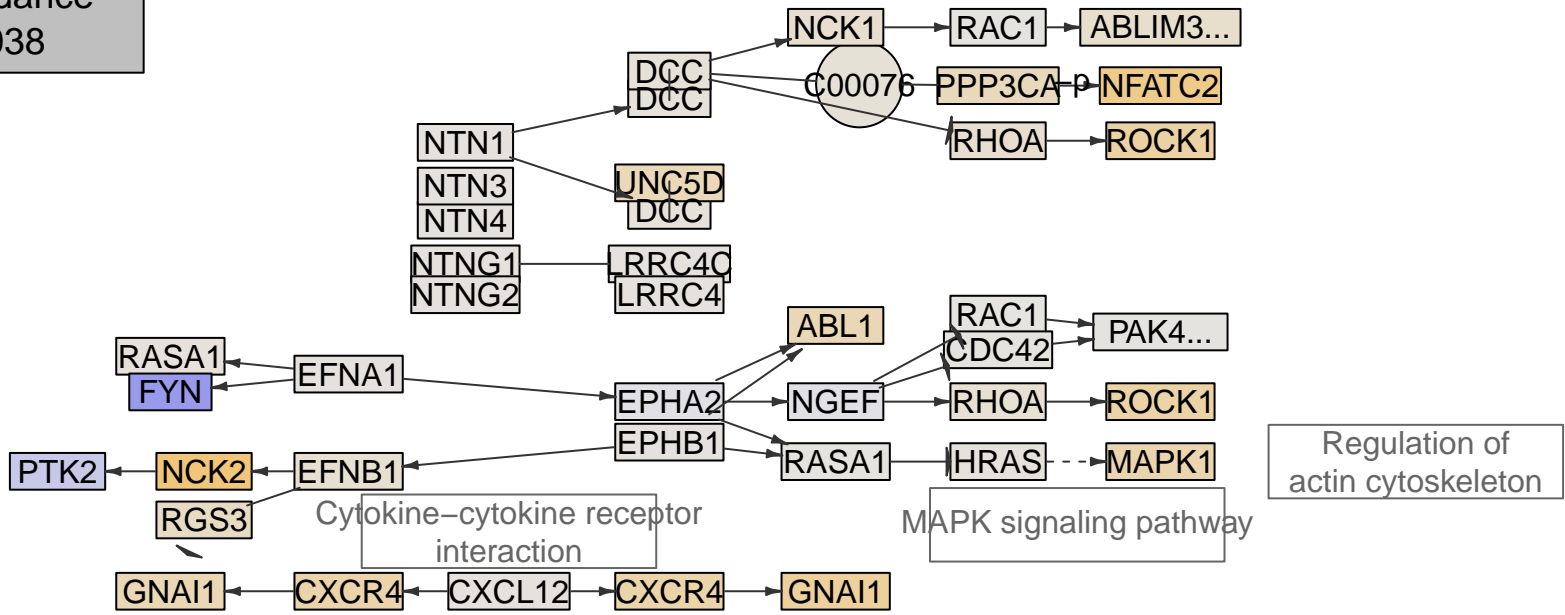 038
NCK1
RAC1
ABLIM3...
DCC
DCC
C00076
PPP3CA
–p
NFATC2
NTN1
RHOA
ROCK1
NTN3
NTN4
UNC5D
DCC
NTNG1
NTNG2
LRRC4C
LRRC4
ABL1
RAC1
CDC42
PAK4...
RASA1
FYN
EFNA1
EPHA2
NGEF
RHOA
ROCK1
EPHB1
PTK2
NCK2
EFNB1
RASA1
HRAS
MAPK1
Regulation of
actin cytoskeleton
RGS3
Cytokine–cytokine receptor
interaction
MAPK signaling pathway
GNAI1
CXCR4
CXCL12
CXCR4
GNAI1